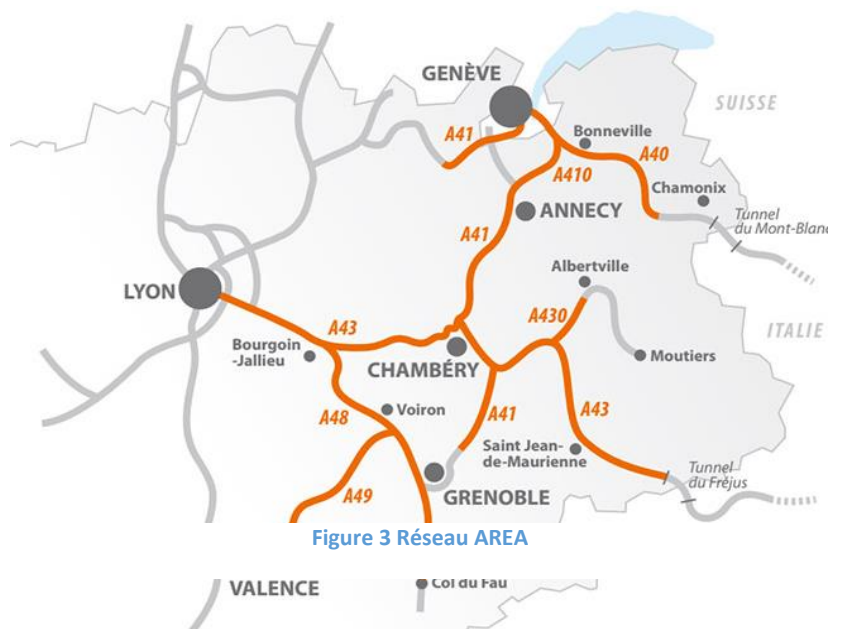 GENÈVE
SUISSE
A41
Bonneville
A40
A410
Chamonix
ANNECY
Tunnel
du Mont-Blanc
A41
Albertville
LYON
A43
A430
ITALIE
Bourgoin
-Jallieu
CHAMBÉRY
Moutiers
A48
Voiron
A41
A43
Saint Jean-
de-Maurienne
Tunnel
du Fréjus
A49
GRENOBLE
Figure 3 Réseau AREA
VALENCE
Col du Fau